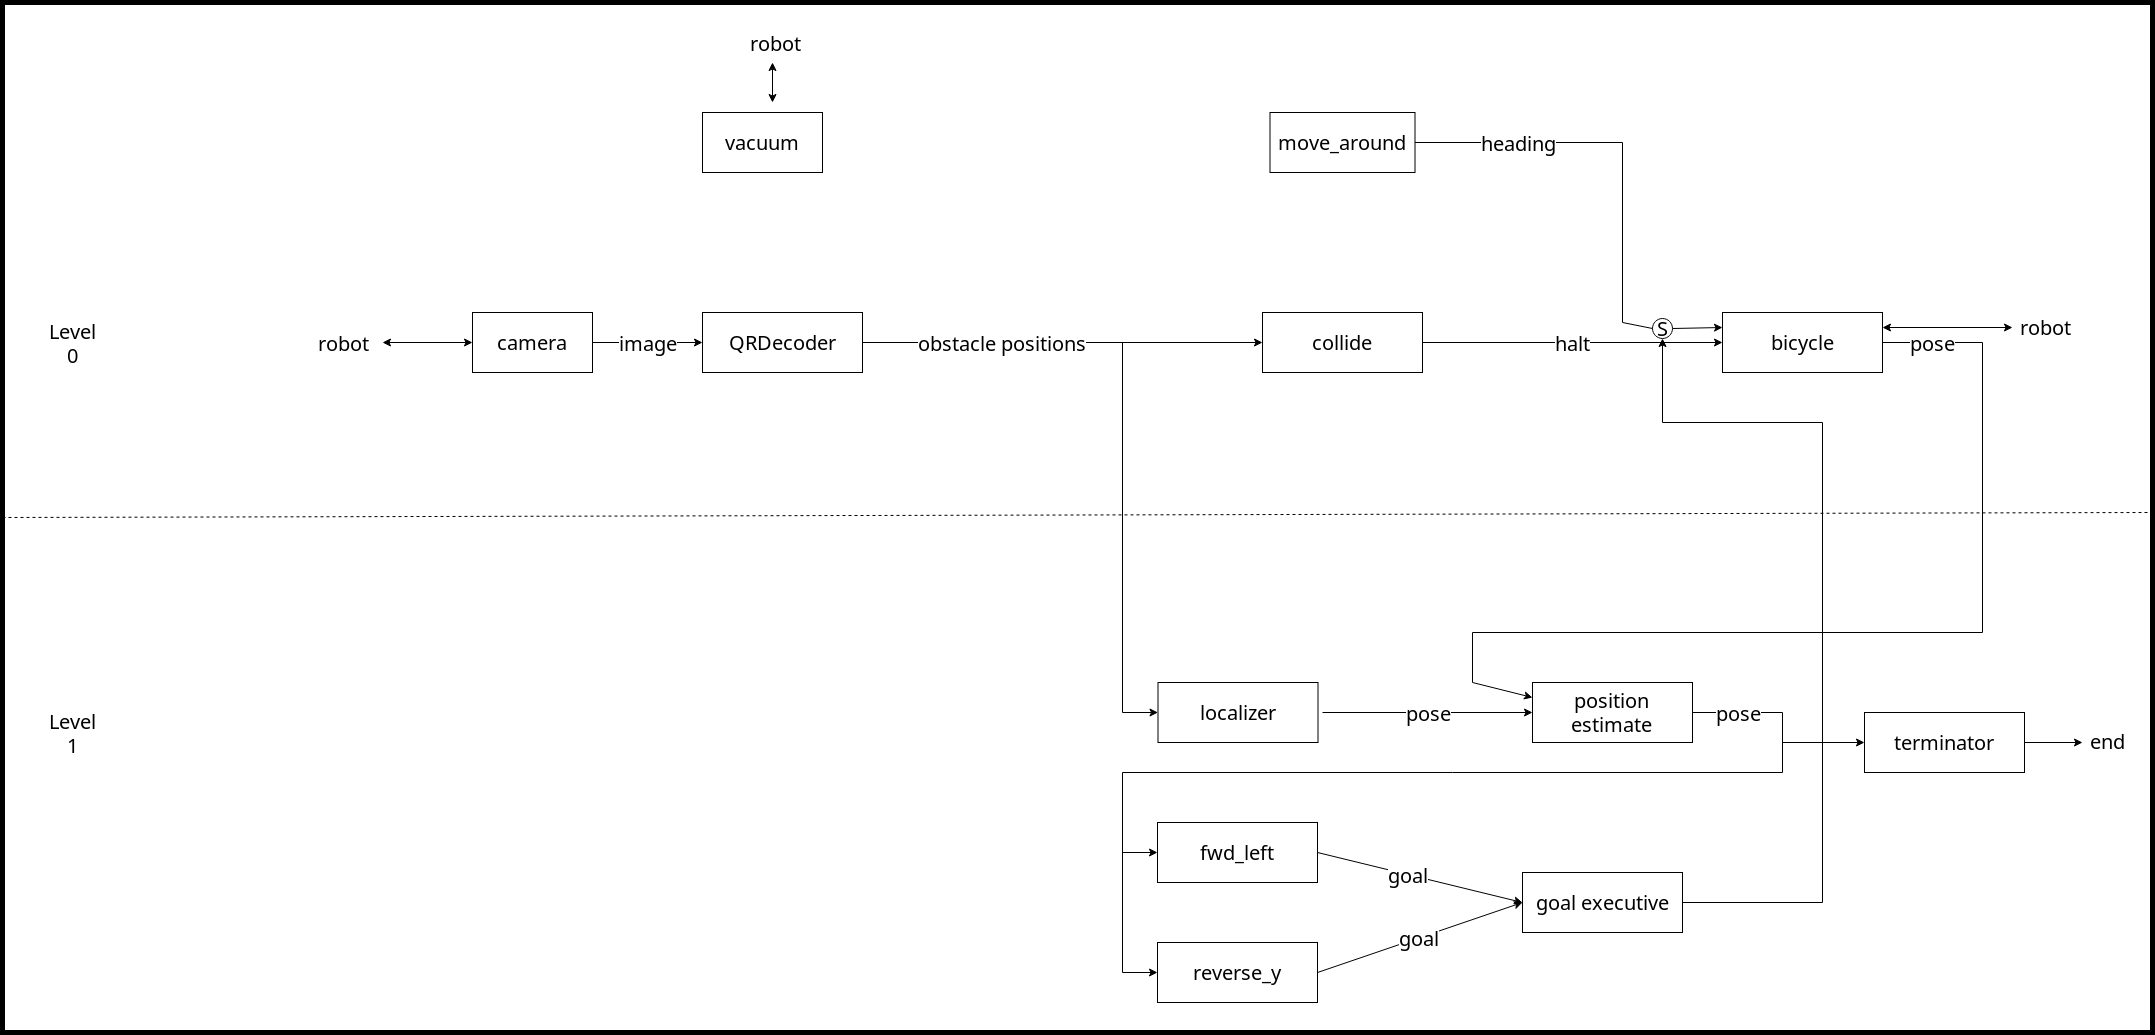 robot
vacuum
move_around
heading
Level
0
robot
camera
image
QRDecoder
obstacle positions
collide
halt
S
bicycle
robot
pose
Level
1
localizer
pose
position
estimate
pose
terminator
end
fwd_left
goal
goal executive
goal
reverse_y